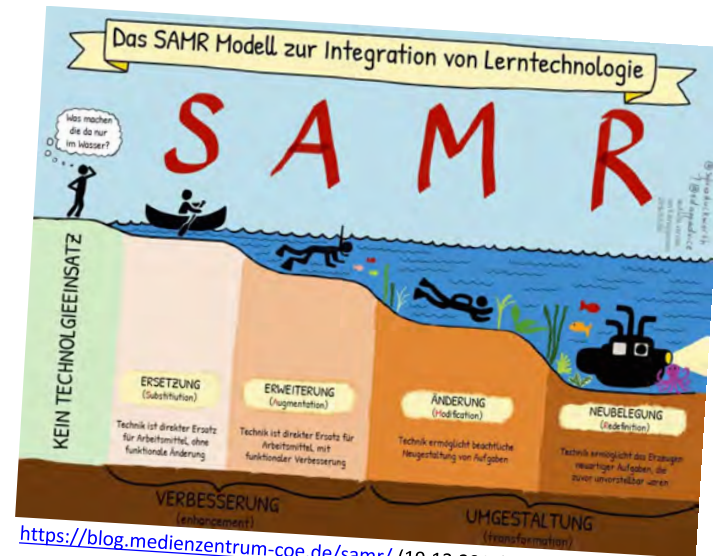 Das SAMR Modell zur Integration von Lerntechnologie
Was machen
die da nur
im Wasser?
S A M R
KEIN TECHNOLGIEEINSATZ
ERSETZUNG
(Substitiution)
Technik ist direkter Ersatz
für Arbeitsmittel, ohne
funktionale Änderung
ERWEITERUNG
(Augmentation)
Technik ist direkter Ersatz für
Arbeitsmittel, mit
funktionaler Verbesserung
ÄNDERUNG
(Modification)
Technik ermöglicht beachtliche
Neugestaltung von Aufgaben
NEUBELEGUNG
(Redefinition)
Technik ermöglicht das Erzeugen
neuartiger Aufgaben, die
zuvor unvorstellbar waren
VERBESSERUNG
(enhancement)
UMGESTALTUNG
(transformation)
https://blog.medienzentrum-coe.de/samr/